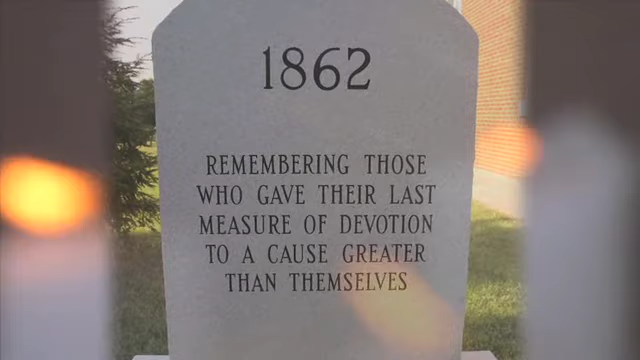 1862
REMEMBERING THOSE
WHO GAVE THEIR LAST
MEASURE OF DEVOTION
TO A CAUSE GREATER
THAN THEMSELVES